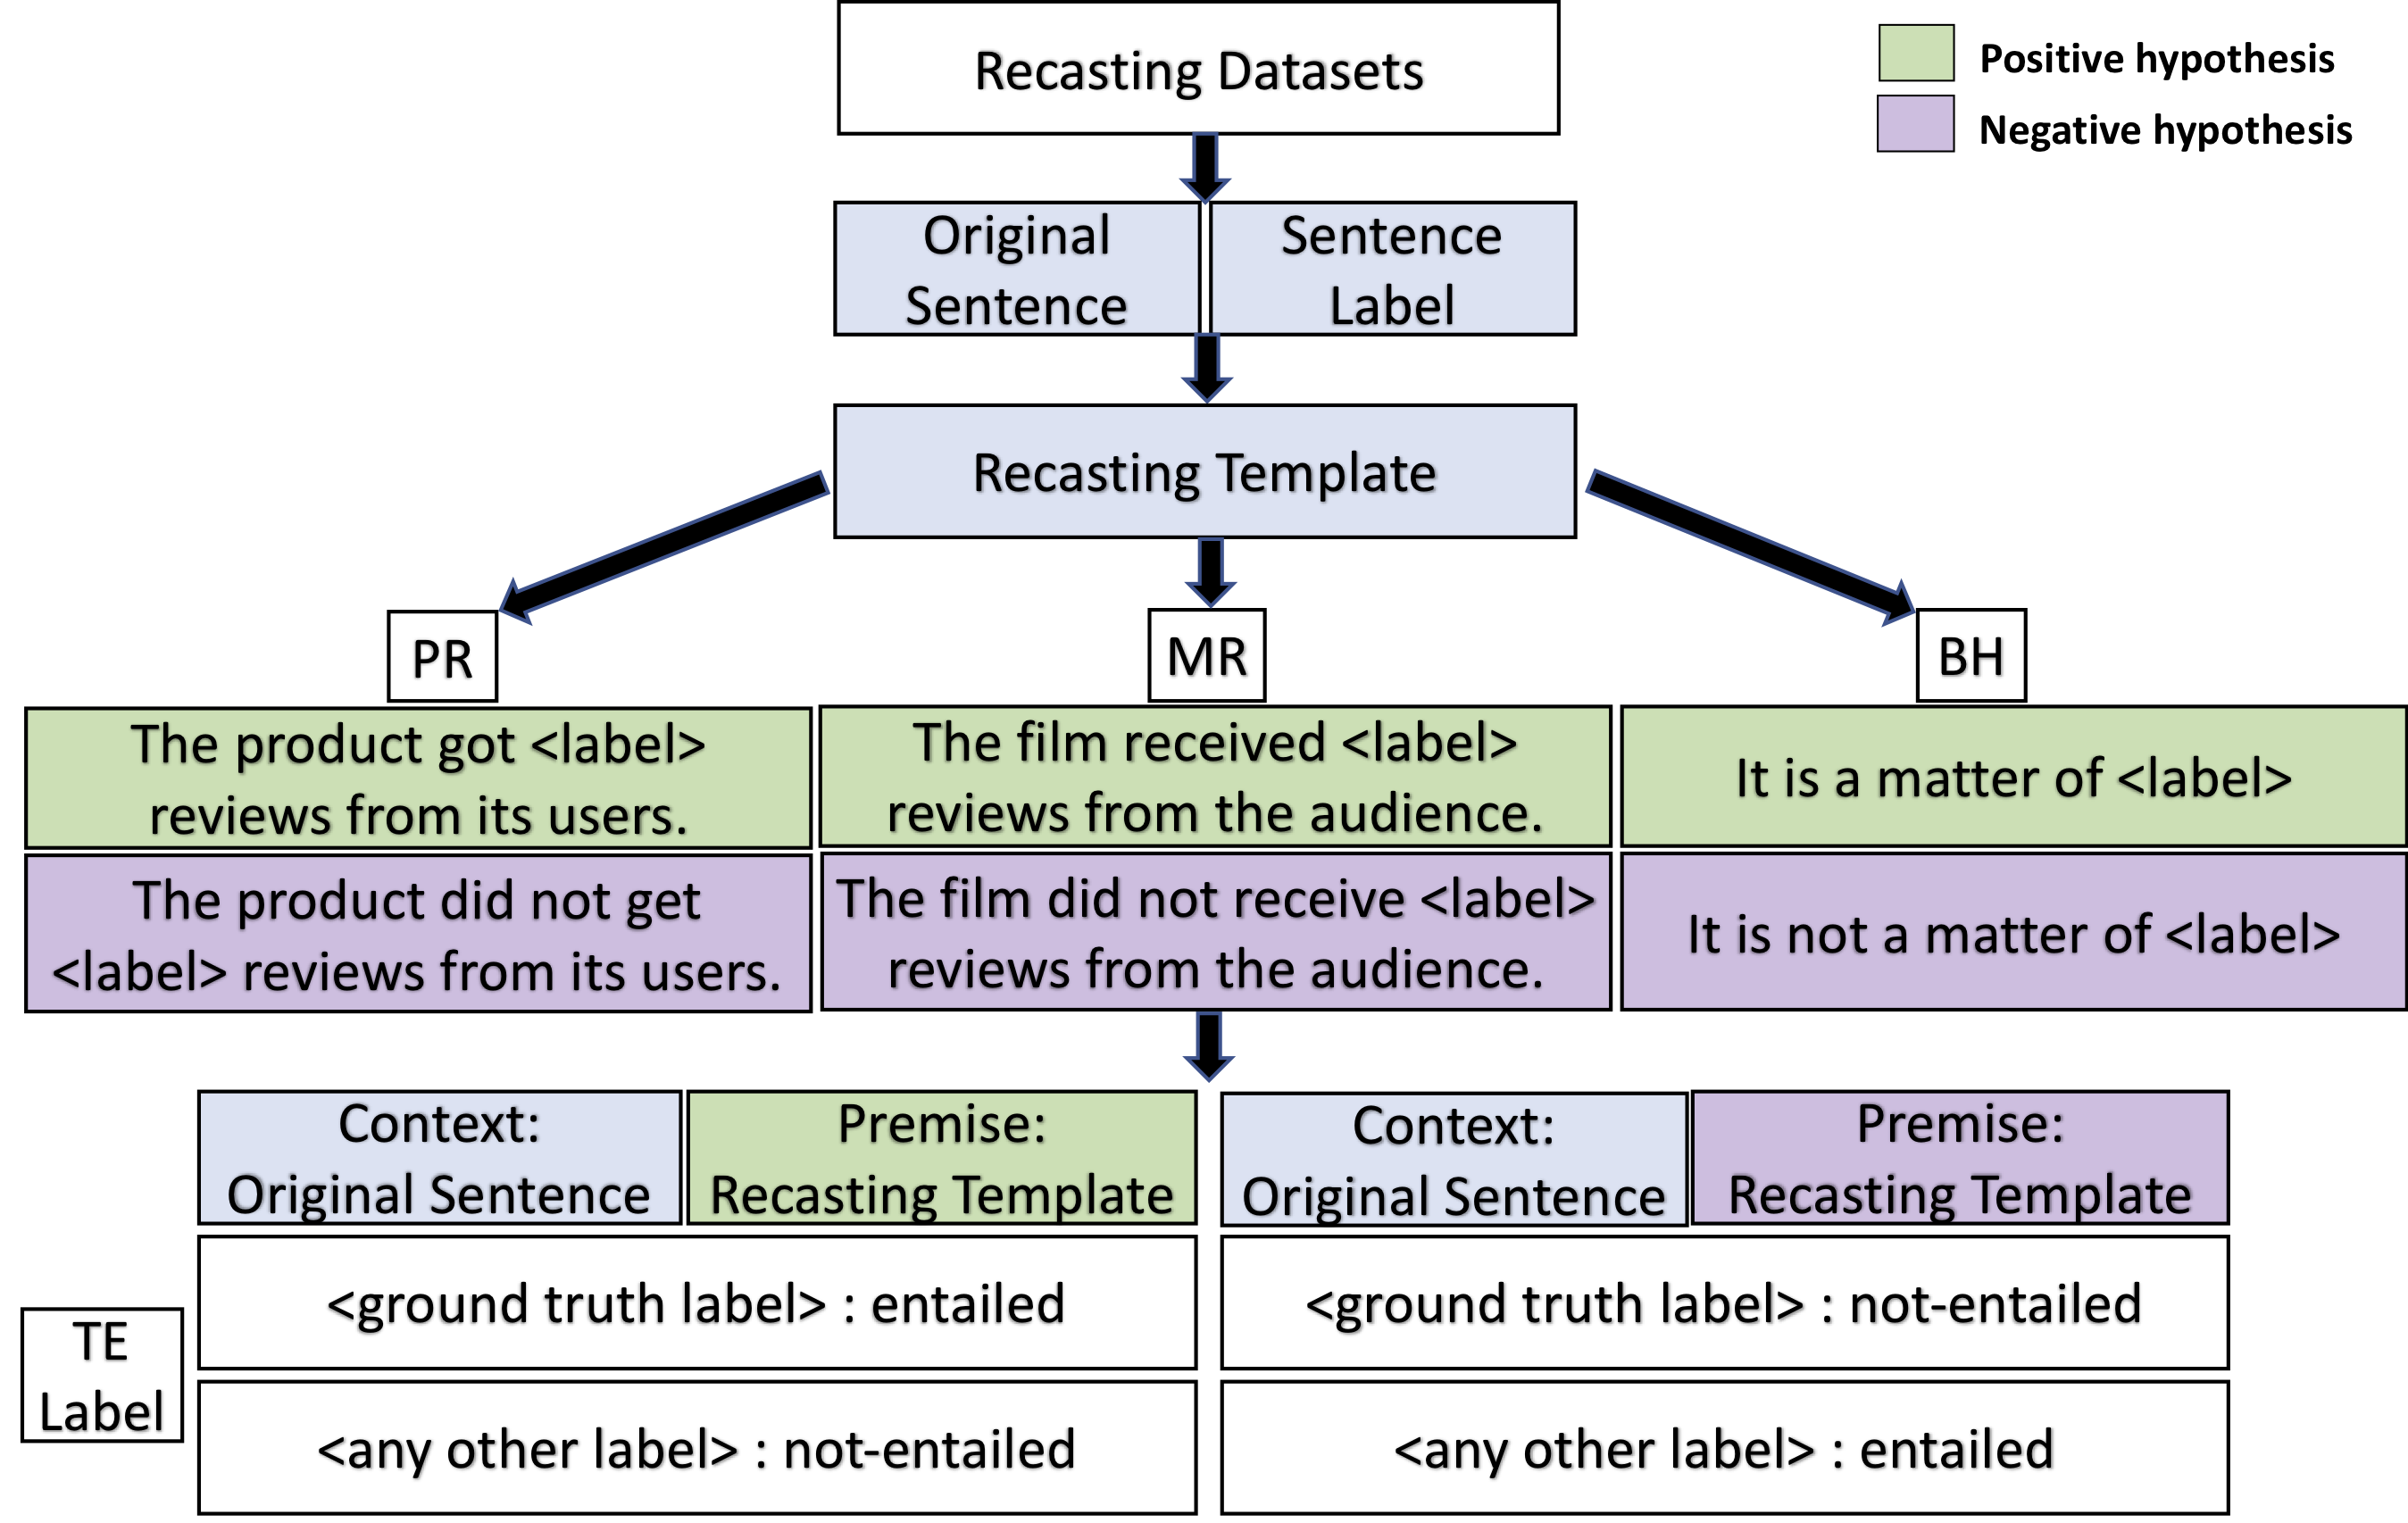 Recasting Datasets
Positive hypothesis
Negative hypothesis
Original
Sentence
Sentence
Label
Recasting Template
PR
MR
BH
The product got <label>
reviews from its users.
The film received <label>
reviews from the audience.
It is a matter of <label>
The product did not get
<label> reviews from its users.
The film did not receive <label>
reviews from the audience.
It is not a matter of <label>
Context:
Original Sentence
Premise:
Recasting Template
Context:
Original Sentence
Premise:
Recasting Template
TE
Label
<ground truth label> : entailed
<ground truth label> : not-entailed
<any other label> : not-entailed
<any other label> : entailed